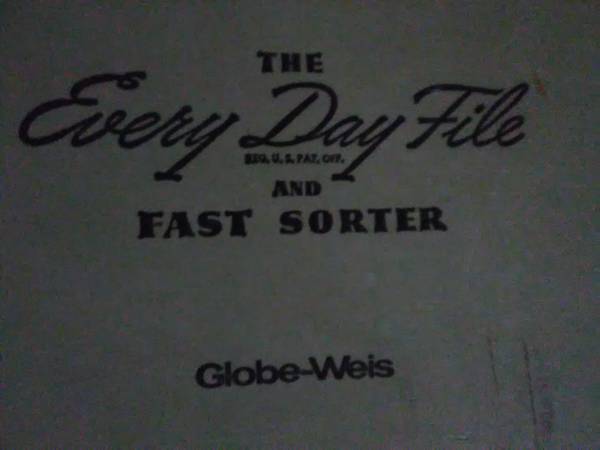 THE
Every Day File
REG. U. S. PAT. OFF.
AND
FAST SORTER
Globe-Weis